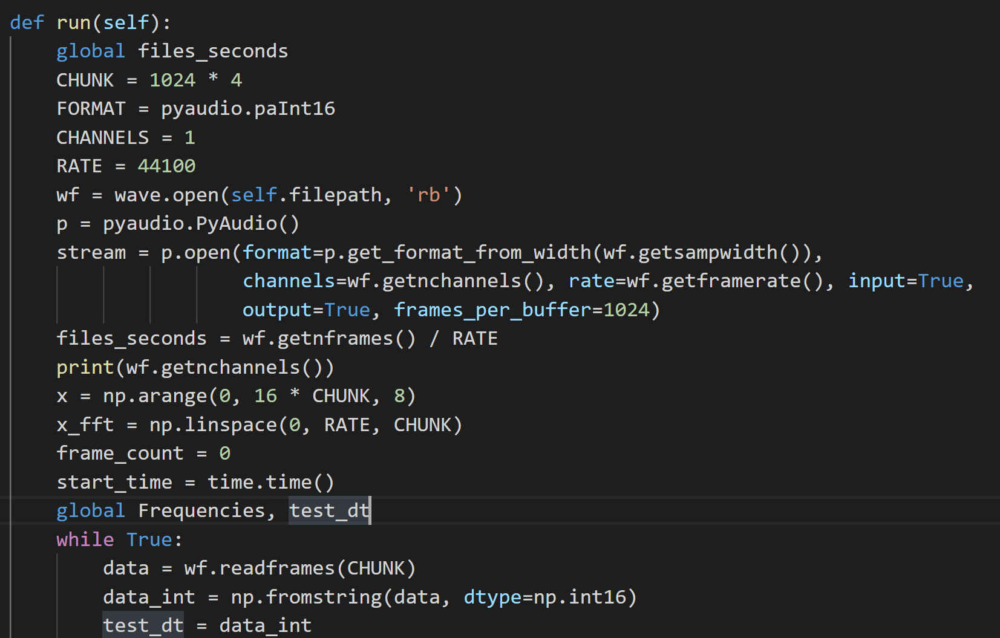 def run(self):
    global files_seconds
    CHUNK = 1024 * 4
    FORMAT = pyaudio.paInt16
    CHANNELS = 1
    RATE = 44100
    wf = wave.open(self.filepath, 'rb')
    p = pyaudio.PyAudio()
    stream = p.open(format=p.get_format_from_width(wf.getsampwidth()),
                    channels=wf.getnchannels(), rate=wf.getframerate(), input=True,
                    output=True, frames_per_buffer=1024)
    files_seconds = wf.getnframes() / RATE
    print(wf.getnchannels())
    x = np.arange(0, 16 * CHUNK, 8)
    x_fft = np.linspace(0, RATE, CHUNK)
    frame_count = 0
    start_time = time.time()
    global Frequencies, test_dt
    while True:
        data = wf.readframes(CHUNK)
        data_int = np.fromstring(data, dtype=np.int16)
        test_dt = data_int